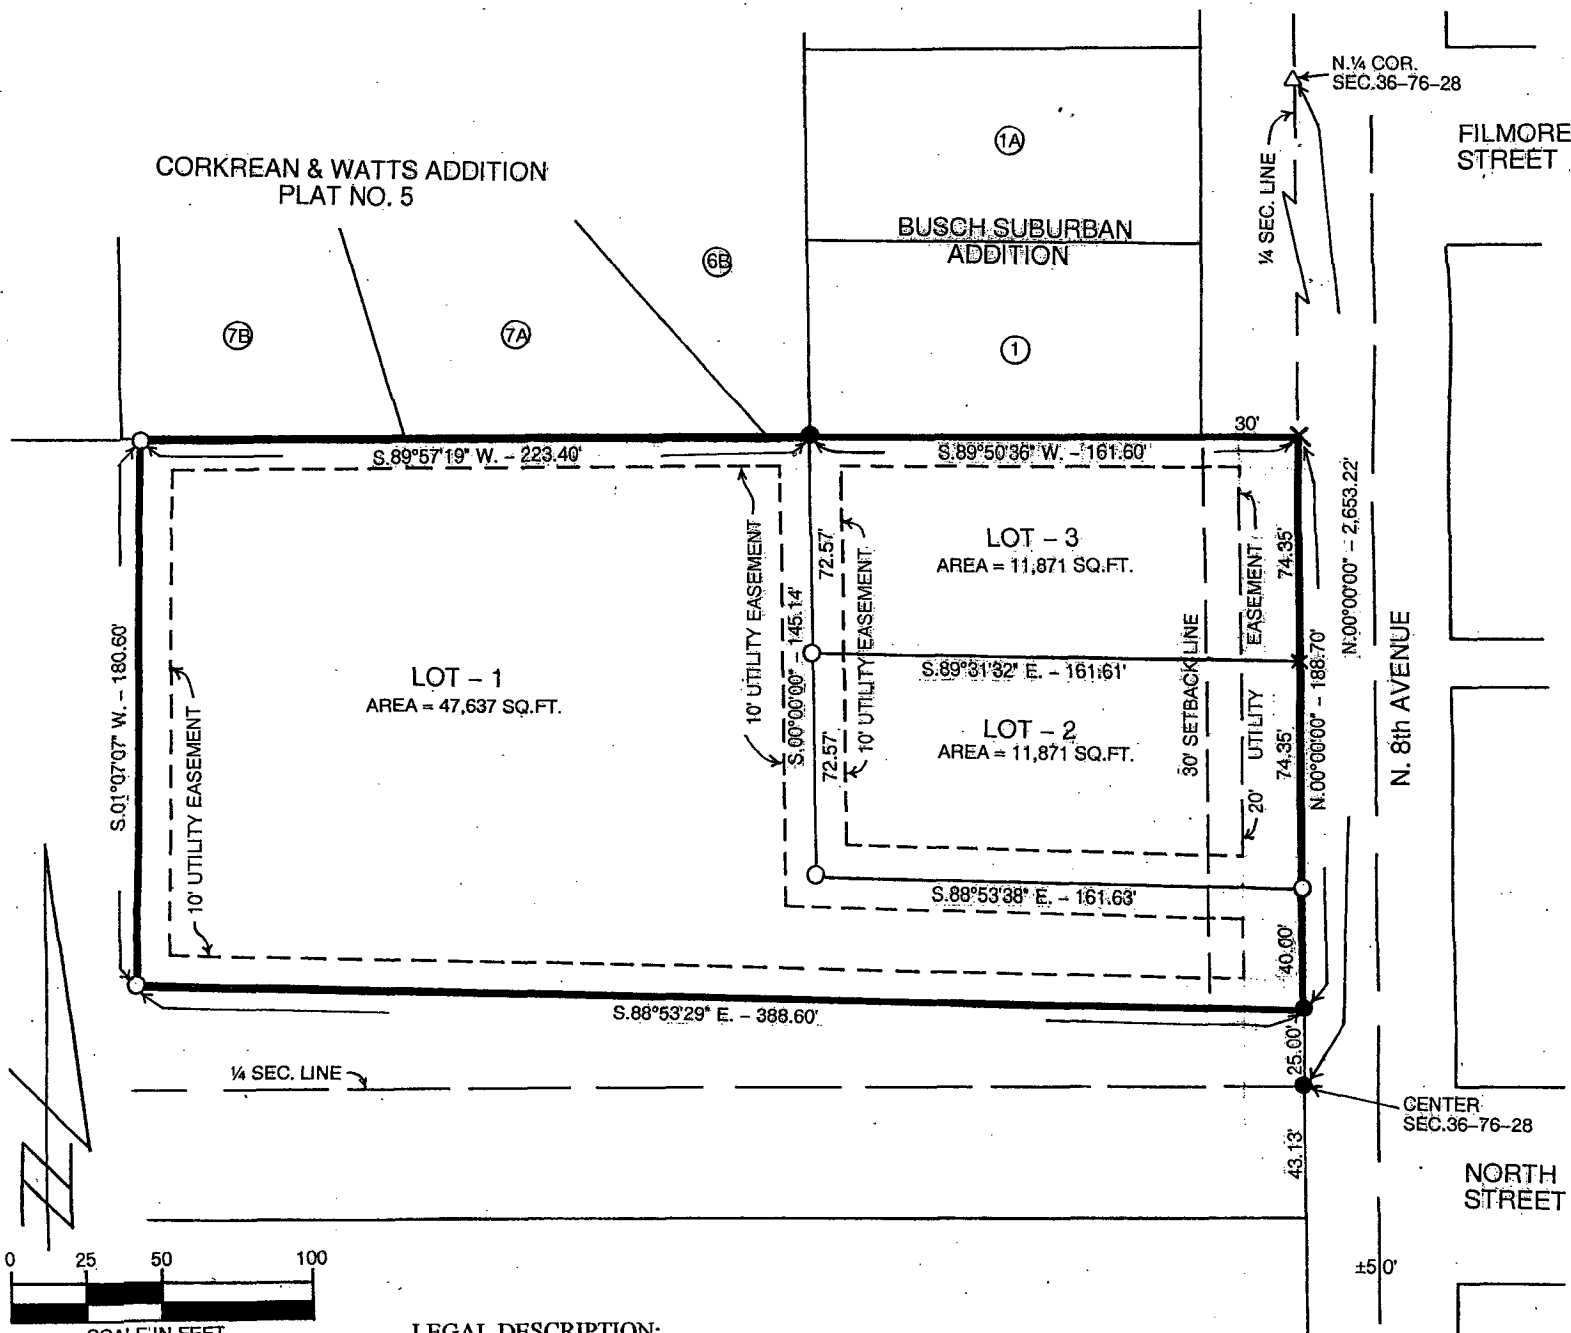 N.¼ COR.
SEC.36–76–28
FILMORE
STREET
¼ SEC. LINE
1A
CORKREAN & WATTS ADDITION
PLAT NO. 5
BUSCH SUBURBAN
ADDITION
6B
7B
7A
1
30'
S.89°57'19" W. – 223.40'
S.89°50'36" W. – 161.60'
N.00°00'00" – 2,653.22'
LOT – 3
AREA = 11,871 SQ.FT.
72.57'
74.35'
10' UTILITY EASEMENT
10' UTILITY EASEMENT
S.00°00'00" – 145.14'
20' UTILITY EASEMENT
30' SETBACK LINE
S.01°07'07" W. – 180.60'
LOT – 1
AREA = 47,637 SQ.FT.
S.89°31'32" E. – 161.61'
N.00°00'00" – 188.70'
N. 8th AVENUE
LOT – 2
AREA = 11,871 SQ.FT.
72.57'
74.35'
10' UTILITY EASEMENT
S.88°53'38" E. – 161.63'
40.00'
S.88°53'29" E. – 388.60'
25.00'
¼ SEC. LINE
CENTER
SEC.36–76–28
43.13'
NORTH
STREET
±50'
0 25 50 100
SCALE IN FEET
LEGAL DESCRIPTION: